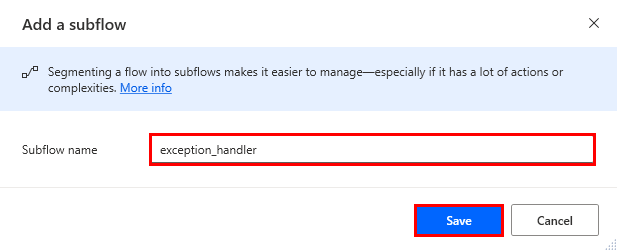 Add a subflow
Segmenting a flow into subflows makes it easier to manage—especially if it has a lot of actions or
complexities. More info
Subflow name
exception_handler
Save
Cancel